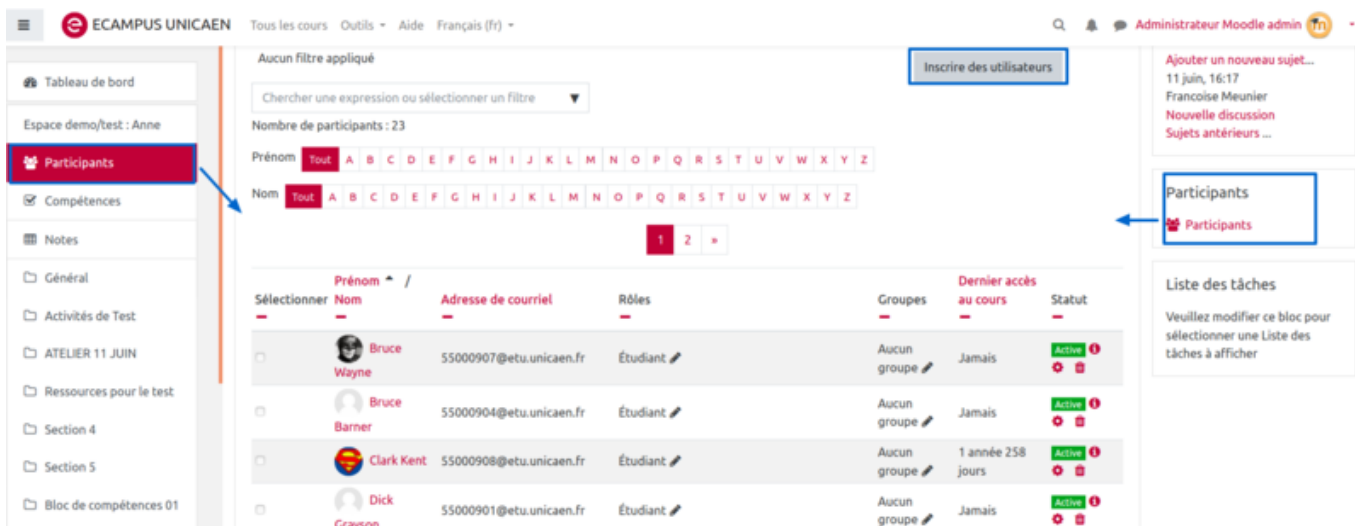 ECAMPUS UNICAEN Tous les cours Outils Aide Français (fr) Administrateur Moodle admin
Tableau de bord
Espace demo/test : Anne
Participants
Compétences
Notes
Général
Activités de Test
ATELIER 11 JUIN
Ressources pour le test
Section 4
Section 5
Bloc de compétences 01
Aucun filtre appliqué
Inscrire des utilisateurs
Chercher une expression ou sélectionner un filtre ▼
Nombre de participants : 23
Prénom Tout A B C D E F G H I J K L M N O P Q R S T U V W X Y Z
Nom Tout A B C D E F G H I J K L M N O P Q R S T U V W X Y Z
1 2 »
Sélectionner Prénom / Nom Adresse de courriel Rôles Groupes Dernier accès au cours Statut
Bruce Wayne 55000907@etu.unicaen.fr Étudiant Aucun groupe Jamais Active
Bruce Barner 55000904@etu.unicaen.fr Étudiant Aucun groupe Jamais Active
Clark Kent 55000908@etu.unicaen.fr Étudiant Aucun groupe 1 année 258 jours Active
Dick Grayson 55000901@etu.unicaen.fr Étudiant Aucun groupe Jamais Active
Ajouter un nouveau sujet...
11 juin, 16:17
Francoise Meunier
Nouvelle discussion
Sujets antérieurs ...
Participants
Participants
Liste des tâches
Veuillez modifier ce bloc pour
sélectionner une Liste des
tâches à afficher